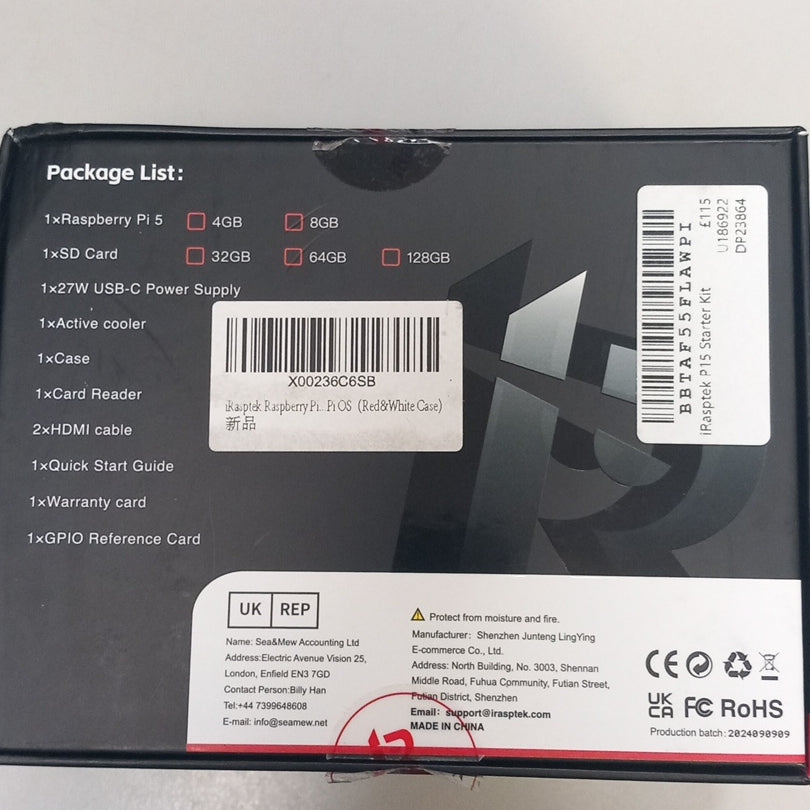 Package List:
1×Raspberry Pi 5 4GB 8GB
1×SD Card 32GB 64GB 128GB
1×27W USB-C Power Supply
1×Active cooler
1×Case
1×Card Reader
2×HDMI cable
1×Quick Start Guide
1×Warranty card
1×GPIO Reference Card
X00236C6SB
iRasptek Raspberry Pi... Pi OS (Red&White Case)
新品
BBTAF55FLAWPI
iRasptek P15 Starter Kit £115
U186922
DP23864
UK REP
Name: Sea&Mew Accounting Ltd
Address:Electric Avenue Vision 25,
London, Enfield EN3 7GD
Contact Person:Billy Han
Tel:+44 7399648608
E-mail: info@seamew.net
Protect from moisture and fire.
Manufacturer: Shenzhen Junteng LingYing
E-commerce Co., Ltd.
Address: North Building, No. 3003, Shennan
Middle Road, Fuhua Cpmmunity, Futian Street,
Futian District, Shenzhen
Email: support@irasptek.com
MADE IN CHINA
CE
UK CA FC RoHS
Production batch: 2024090909